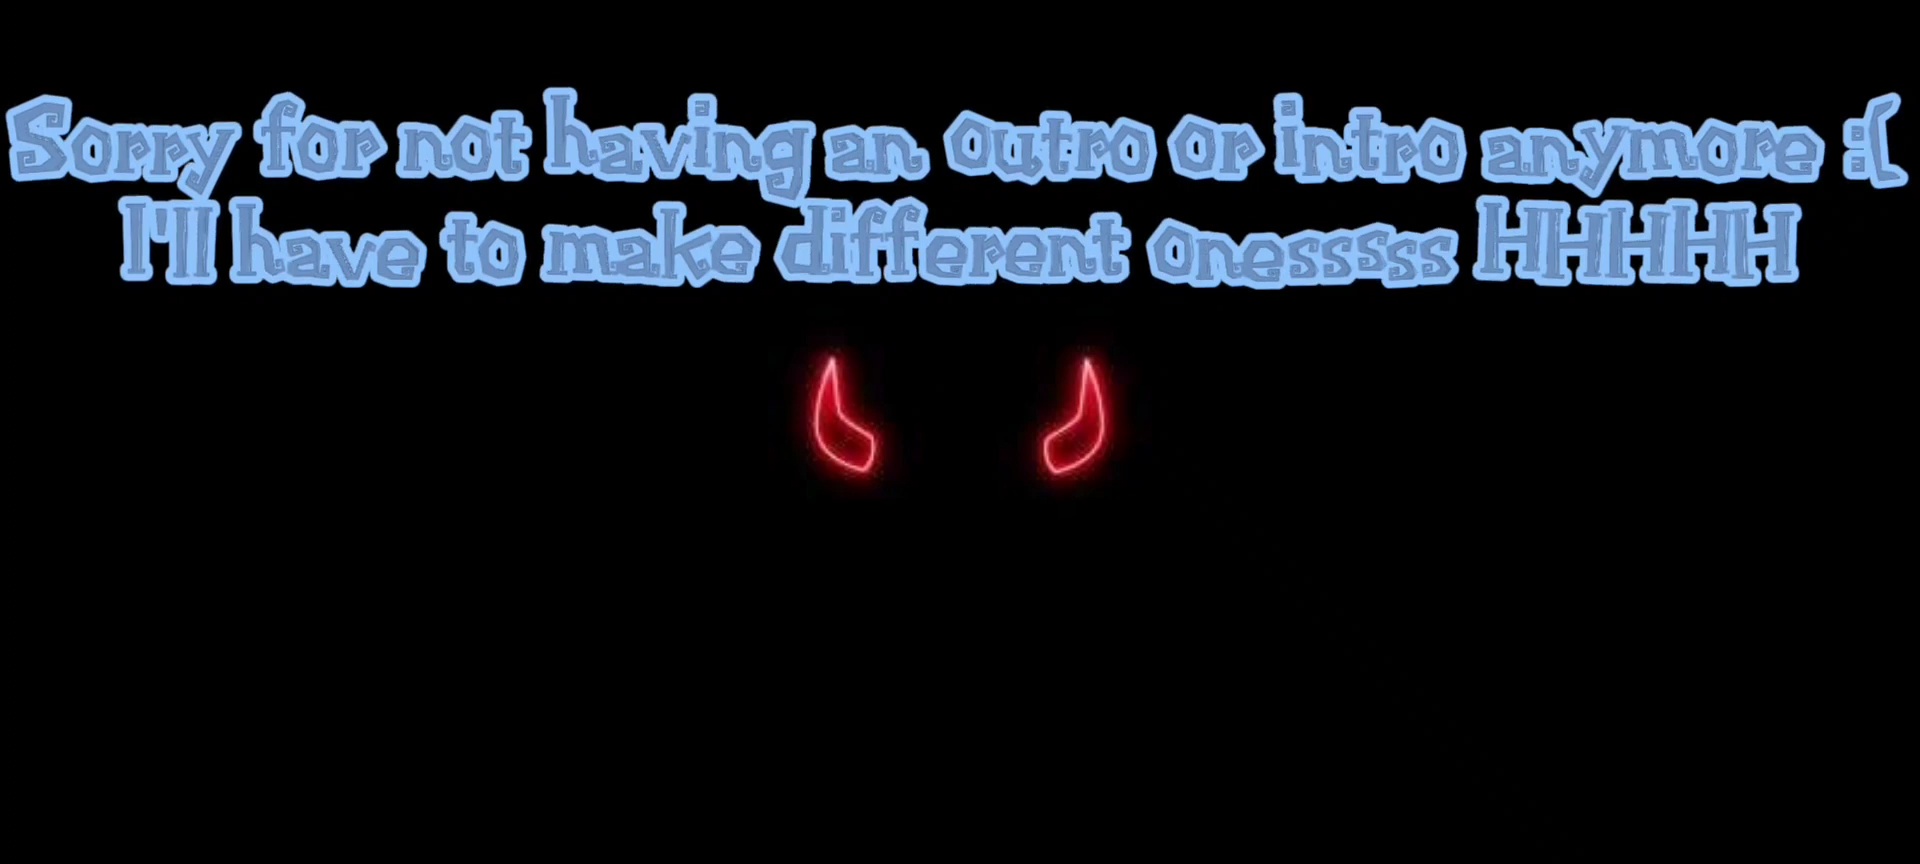 Sorry for not having an outro or intro anymore :(
I'll have to make different onesssss HHHHH